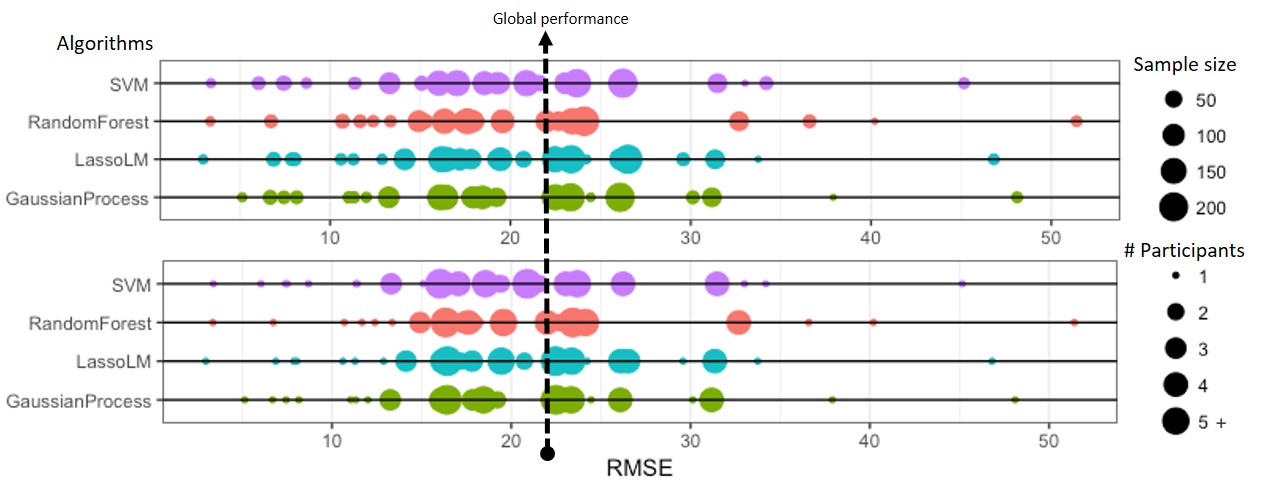 Global performance
Algorithms
SVM
RandomForest
LassoLM
GaussianProcess
10 20 30 40 50
Sample size
50
100
150
200
# Participants
1
2
3
4
5 +
SVM
RandomForest
LassoLM
GaussianProcess
10 20 30 40 50
RMSE